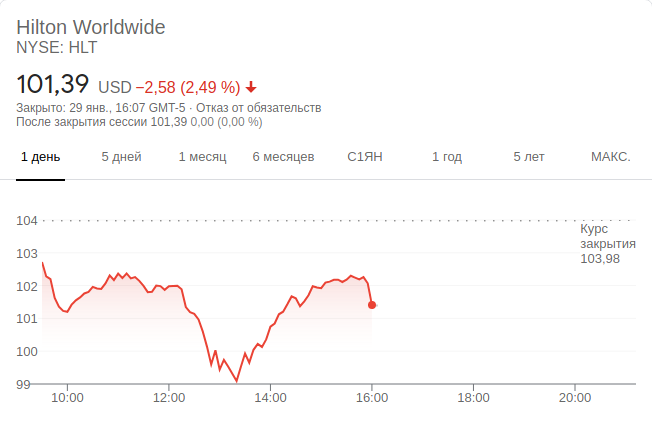 Hilton Worldwide
NYSE: HLT
101,39 USD −2,58 (2,49 %)
Закрыто: 29 янв., 16:07 GMT-5 · Отказ от обязательств
После закрытия сессии 101,39 0,00 (0,00 %)
1 день 5 дней 1 месяц 6 месяцев С1ЯН 1 год 5 лет МАКС.
104
Курс
закрытия
103,98
103
102
101
100
99
10:00 12:00 14:00 16:00 18:00 20:00